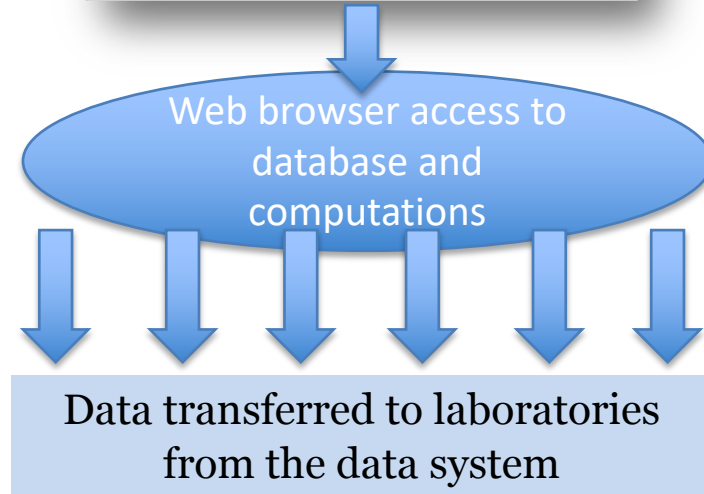 Web browser access to
database and
computations
Data transferred to laboratories
from the data system